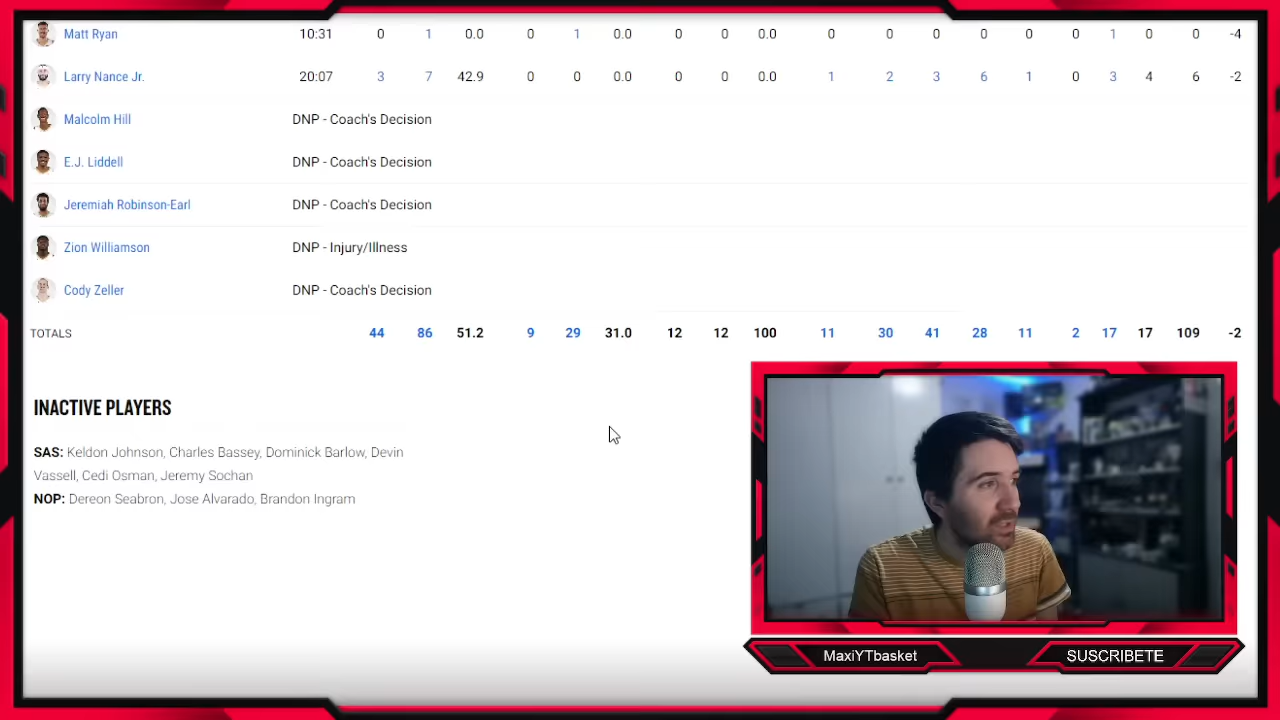 Matt Ryan 10:31 0 1 0.0 0 1 0.0 0 0 0.0 0 0 0 0 0 0 1 0 0 -4
Larry Nance Jr. 20:07 3 7 42.9 0 0 0.0 0 0 0.0 1 2 3 6 1 0 3 4 6 -2
Malcolm Hill DNP - Coach's Decision
E.J. Liddell DNP - Coach's Decision
Jeremiah Robinson-Earl DNP - Coach's Decision
Zion Williamson DNP - Injury/Illness
Cody Zeller DNP - Coach's Decision
TOTALS 44 86 51.2 9 29 31.0 12 12 100 11 30 41 28 11 2 17 17 109 -2
INACTIVE PLAYERS
SAS: Keldon Johnson, Charles Bassey, Dominick Barlow, Devin
Vassell, Cedi Osman, Jeremy Sochan
NOP: Dereon Seabron, Jose Alvarado, Brandon Ingram
MaxiYTbasket SUSCRIBETE